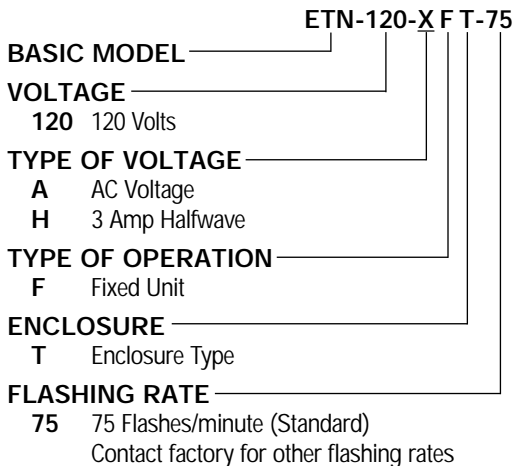 ETN-120-X F T-75
BASIC MODEL
VOLTAGE
120 120 Volts
TYPE OF VOLTAGE
A AC Voltage
H 3 Amp Halfwave
TYPE OF OPERATION
F Fixed Unit
ENCLOSURE
T Enclosure Type
FLASHING RATE
75 75 Flashes/minute (Standard)
Contact factory for other flashing rates